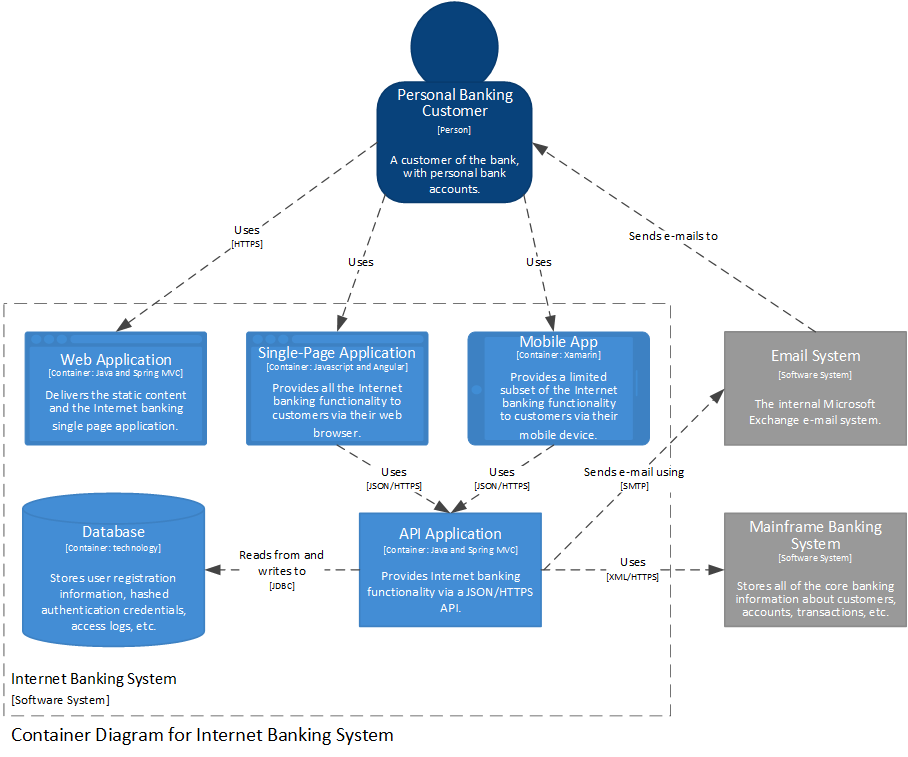 Personal Banking
Customer
[Person]
A customer of the bank,
with personal bank
accounts.
Uses
[HTTPS]
Uses
Uses
Sends e-mails to
Web Application
[Container: Java and Spring MVC]
Delivers the static content
and the Internet banking
single page application.
Single-Page Application
[Container: Javascript and Angular]
Provides all the Internet
banking functionality to
customers via their web
browser.
Mobile App
[Container: Xamarin]
Provides a limited
subset of the Internet
banking functionality
to customers via their
mobile device.
Email System
[Software System]
The internal Microsoft
Exchange e-mail system.
Uses
[JSON/HTTPS]
Uses
[JSON/HTTPS]
Sends e-mail using
[SMTP]
Database
[Container: technology]
Stores user registration
information, hashed
authentication credentials,
access logs, etc.
Reads from and
writes to
[JDBC]
API Application
[Container: Java and Spring MVC]
Provides Internet banking
functionality via a JSON/HTTPS
API.
Uses
[XML/HTTPS]
Mainframe Banking
System
[Software System]
Stores all of the core banking
information about customers,
accounts, transactions, etc.
Internet Banking System
[Software System]
Container Diagram for Internet Banking System